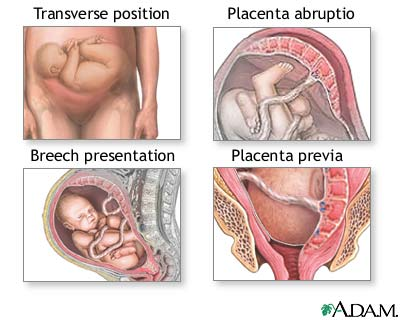 Transverse position
Placenta abruptio
Breech presentation
Placenta previa
A.D.A.M.